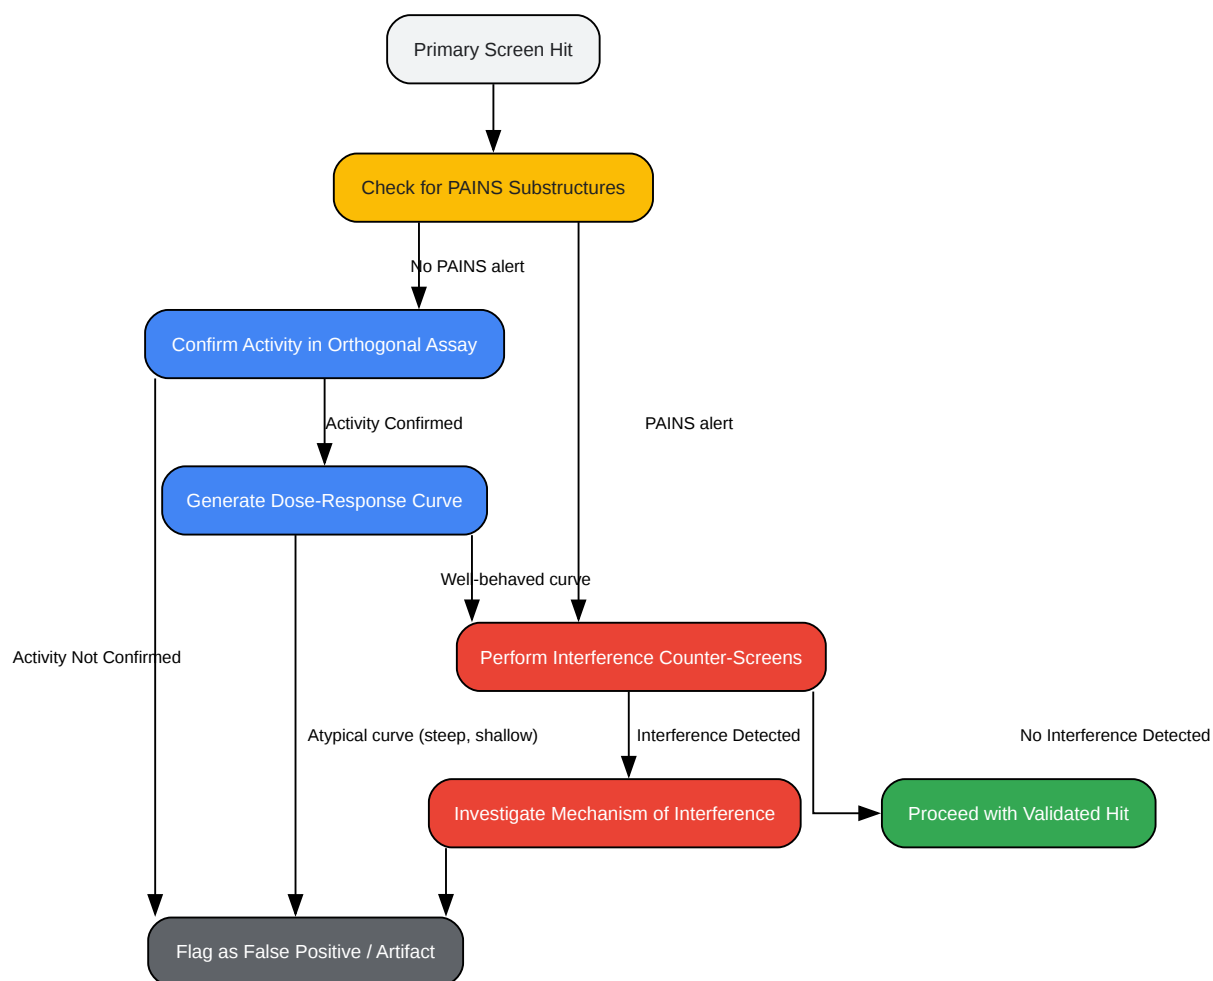 Primary Screen Hit
Check for PAINS Substructures
No PAINS alert
Confirm Activity in Orthogonal Assay
Activity Confirmed
PAINS alert
Generate Dose-Response Curve
Well-behaved curve
Activity Not Confirmed
Perform Interference Counter-Screens
Atypical curve (steep, shallow)
Interference Detected
No Interference Detected
Investigate Mechanism of Interference
Proceed with Validated Hit
Flag as False Positive / Artifact